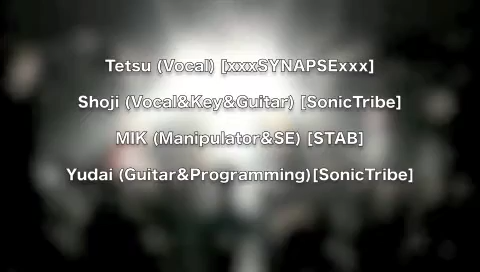 Tetsu (Vocal) [xxxSYNAPSExxx]
Shoji (Vocal&Key&Guitar) [SonicTribe]
MIK (Manipulator&SE) [STAB]
Yudai (Guitar&Programming)[SonicTribe]